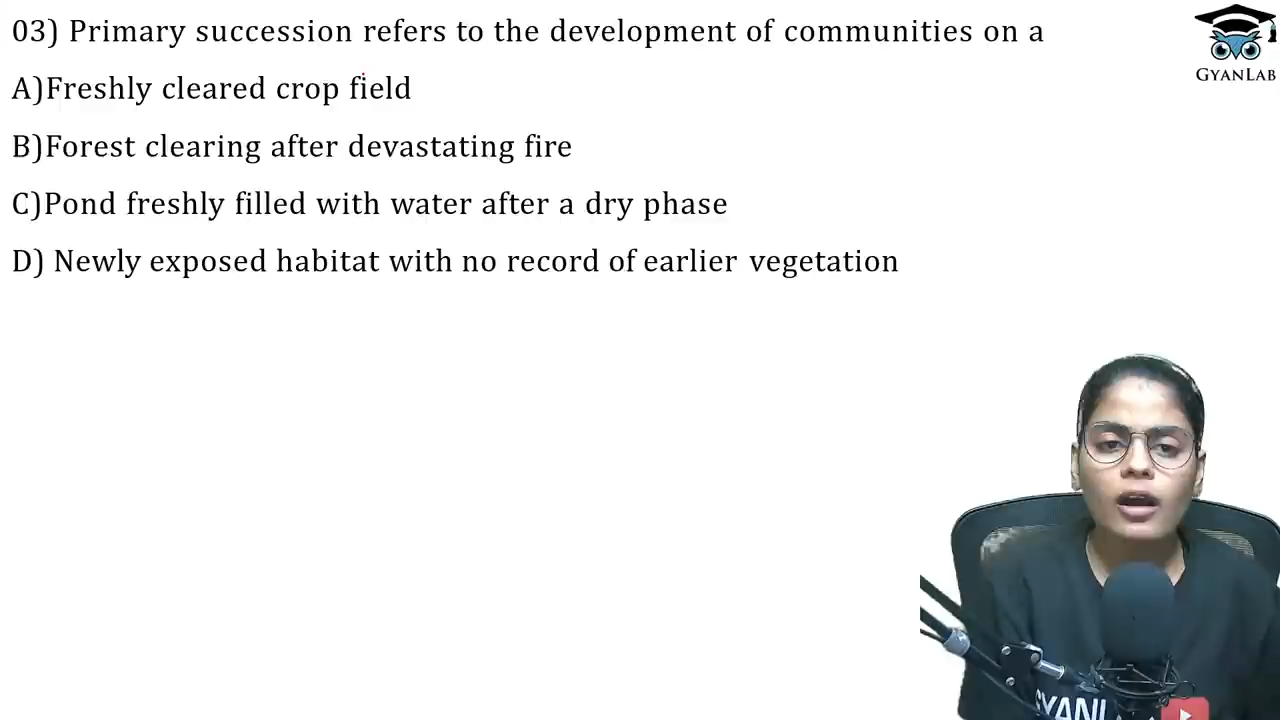 03) Primary succession refers to the development of communities on a
A)Freshly cleared crop field
B)Forest clearing after devastating fire
C)Pond freshly filled with water after a dry phase
D) Newly exposed habitat with no record of earlier vegetation
GYANLAB